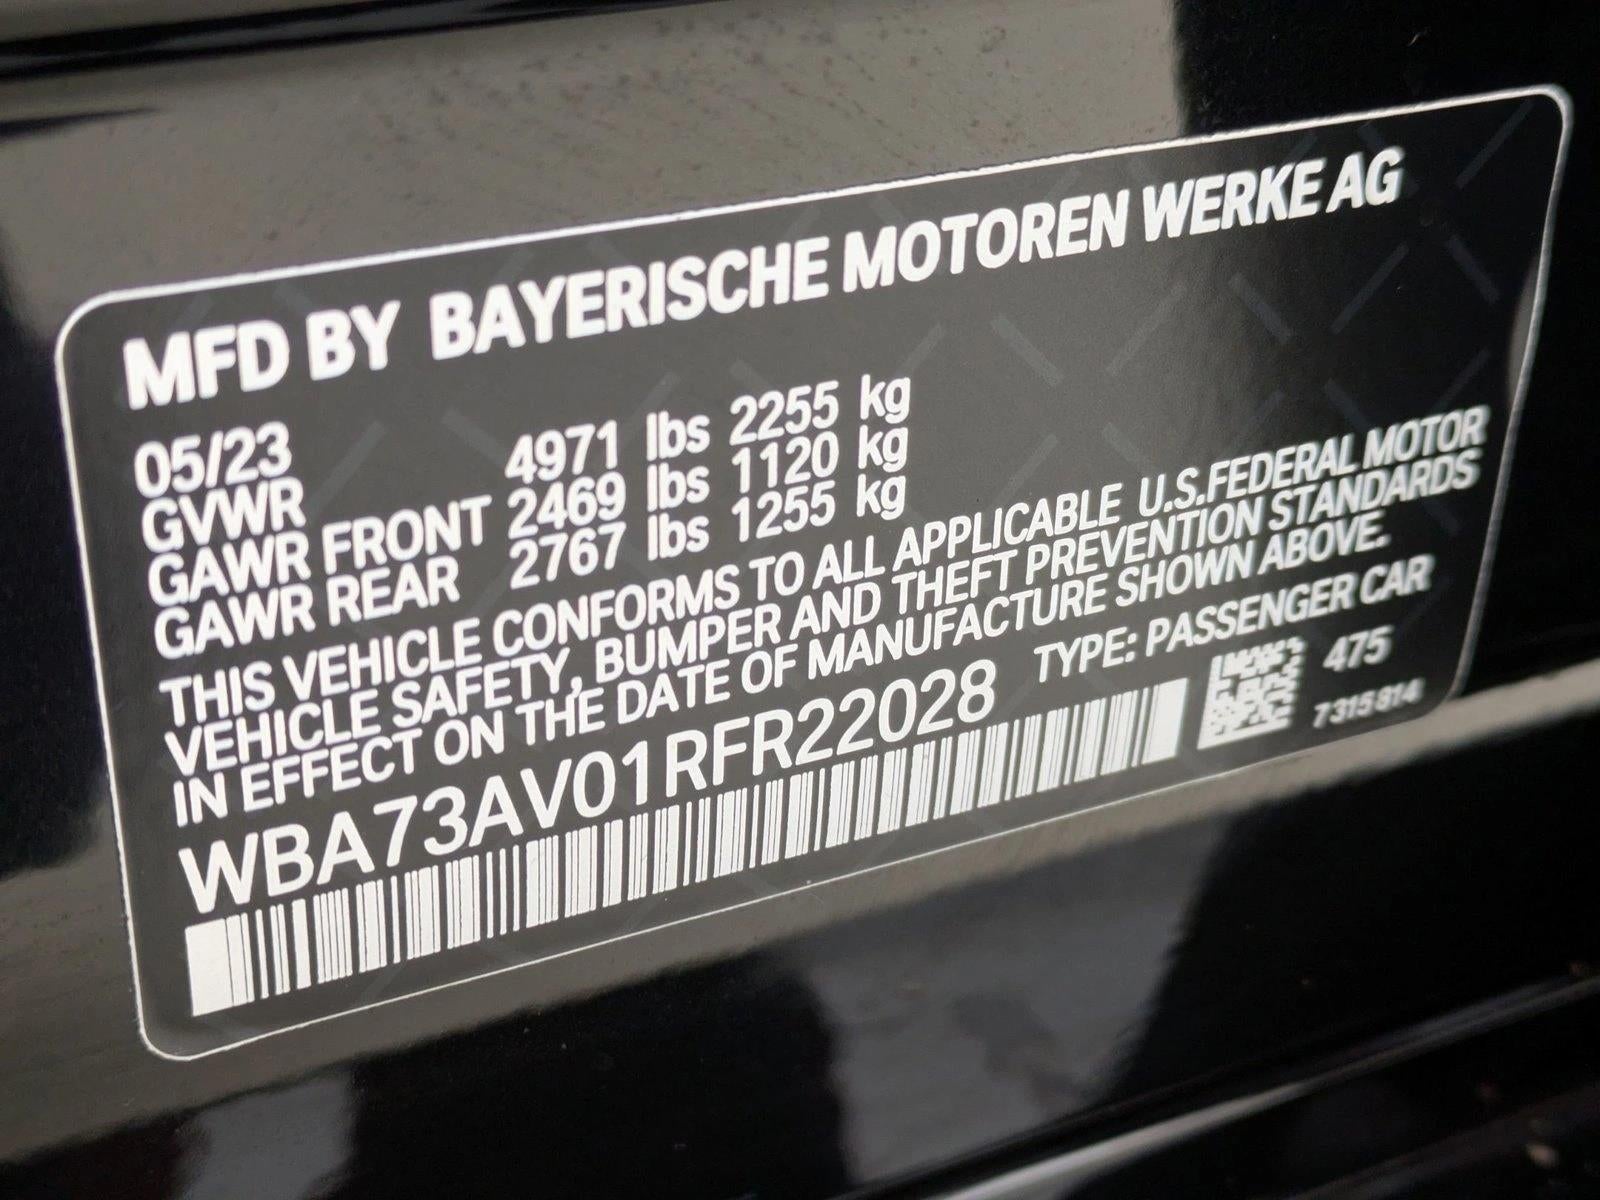 MFD BY BAYERISCHE MOTOREN WERKE AG
05/23
GVWR 4971 lbs 2255 kg
GAWR FRONT 2469 lbs 1120 kg
GAWR REAR 2767 lbs 1255 kg
THIS VEHICLE CONFORMS TO ALL APPLICABLE U.S.FEDERAL MOTOR
VEHICLE SAFETY, BUMPER AND THEFT PREVENTION STANDARDS
IN EFFECT ON THE DATE OF MANUFACTURE SHOWN ABOVE.
WBA73AV01RFR22028 TYPE: PASSENGER CAR
475
7315814